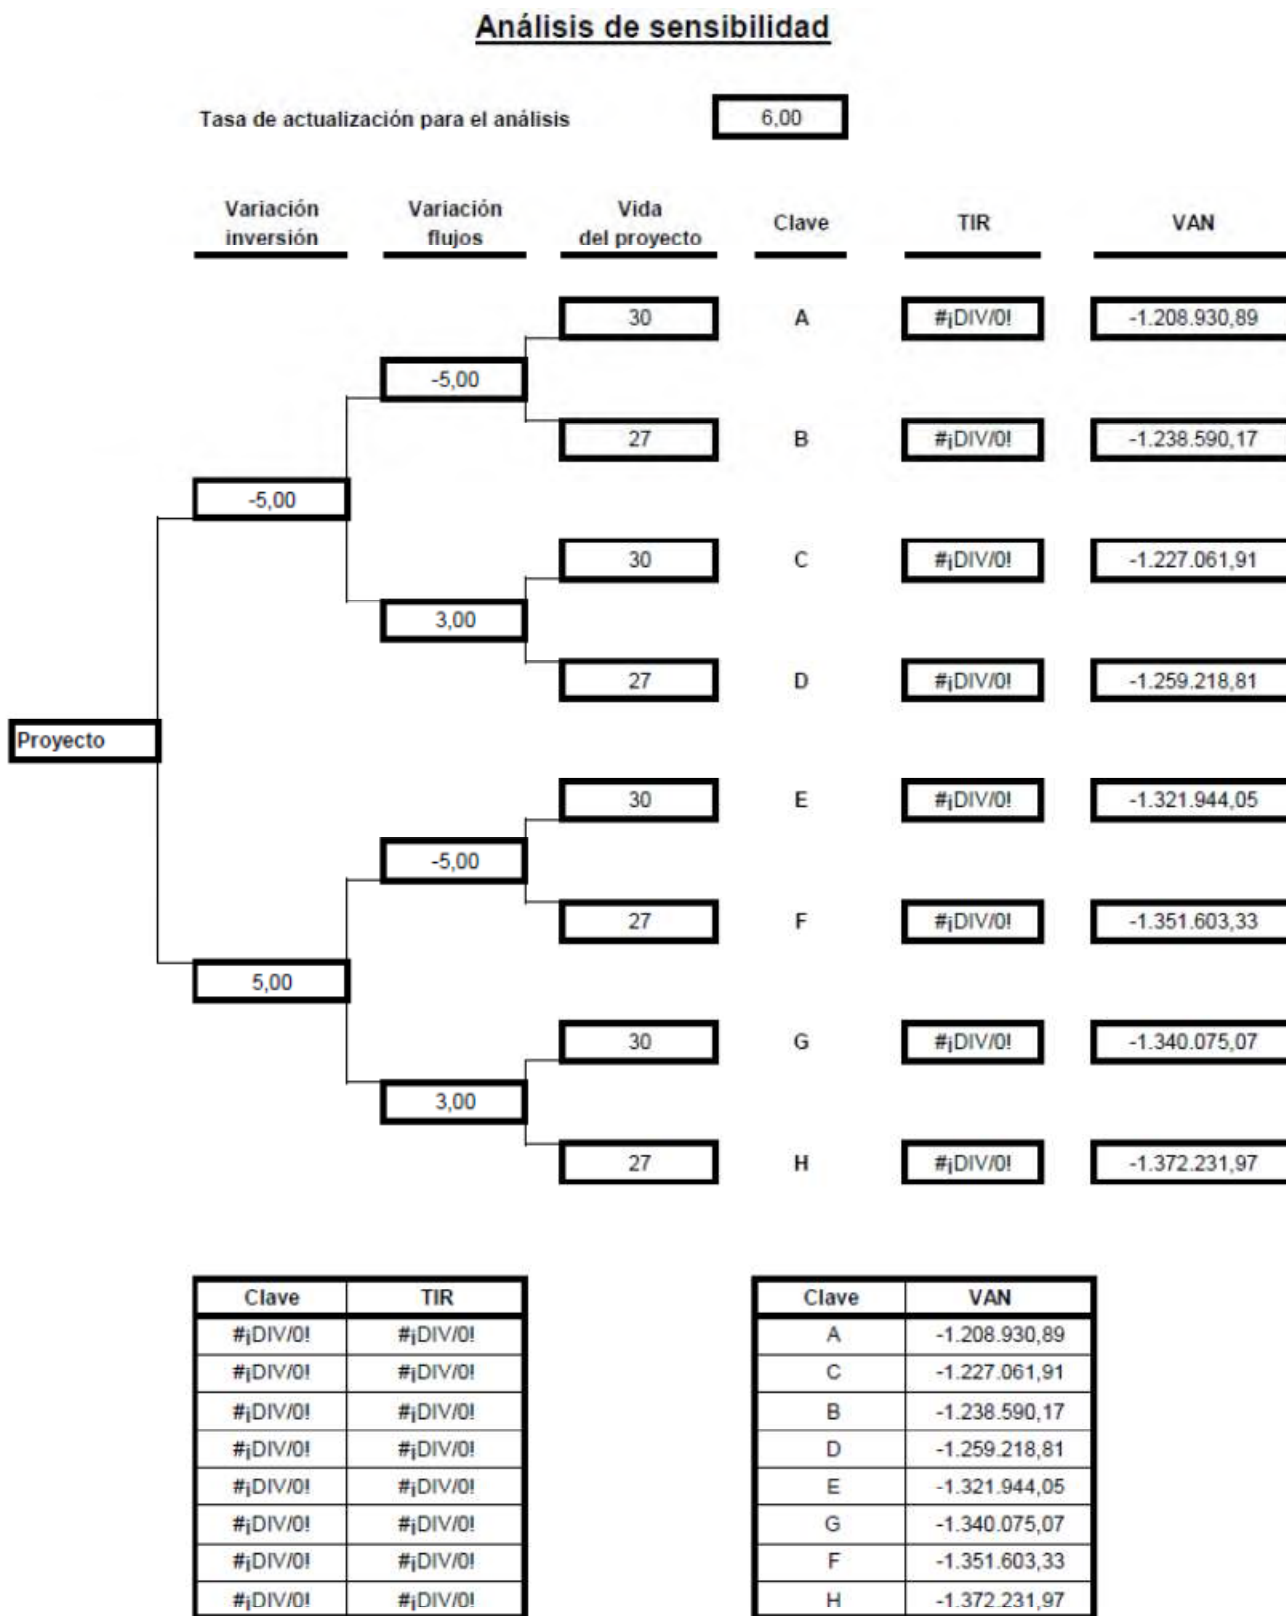 Análisis de sensibilidad
Tasa de actualización para el análisis 6,00
Variación inversión Variación flujos Vida del proyecto Clave TIR VAN
30 A #¡DIV/0! -1.208.930,89
-5,00
27 B #¡DIV/0! -1.238.590,17
-5,00
30 C #¡DIV/0! -1.227.061,91
3,00
27 D #¡DIV/0! -1.259.218,81
Proyecto
30 E #¡DIV/0! -1.321.944,05
-5,00
27 F #¡DIV/0! -1.351.603,33
5,00
30 G #¡DIV/0! -1.340.075,07
3,00
27 H #¡DIV/0! -1.372.231,97
Clave TIR Clave VAN
#¡DIV/0! #¡DIV/0! A -1.208.930,89
#¡DIV/0! #¡DIV/0! C -1.227.061,91
#¡DIV/0! #¡DIV/0! B -1.238.590,17
#¡DIV/0! #¡DIV/0! D -1.259.218,81
#¡DIV/0! #¡DIV/0! E -1.321.944,05
#¡DIV/0! #¡DIV/0! G -1.340.075,07
#¡DIV/0! #¡DIV/0! F -1.351.603,33
#¡DIV/0! #¡DIV/0! H -1.372.231,97